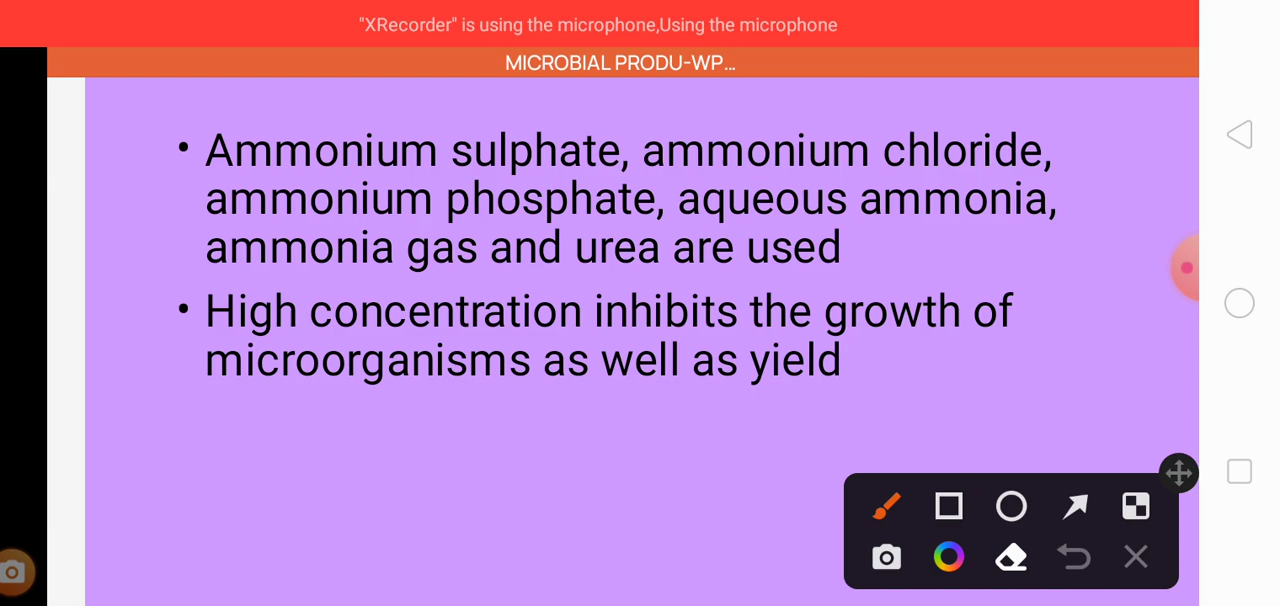 "XRecorder" is using the microphone,Using the microphone
MICROBIAL PRODU-WP...
• Ammonium sulphate, ammonium chloride,
ammonium phosphate, aqueous ammonia,
ammonia gas and urea are used
• High concentration inhibits the growth of
microorganisms as well as yield